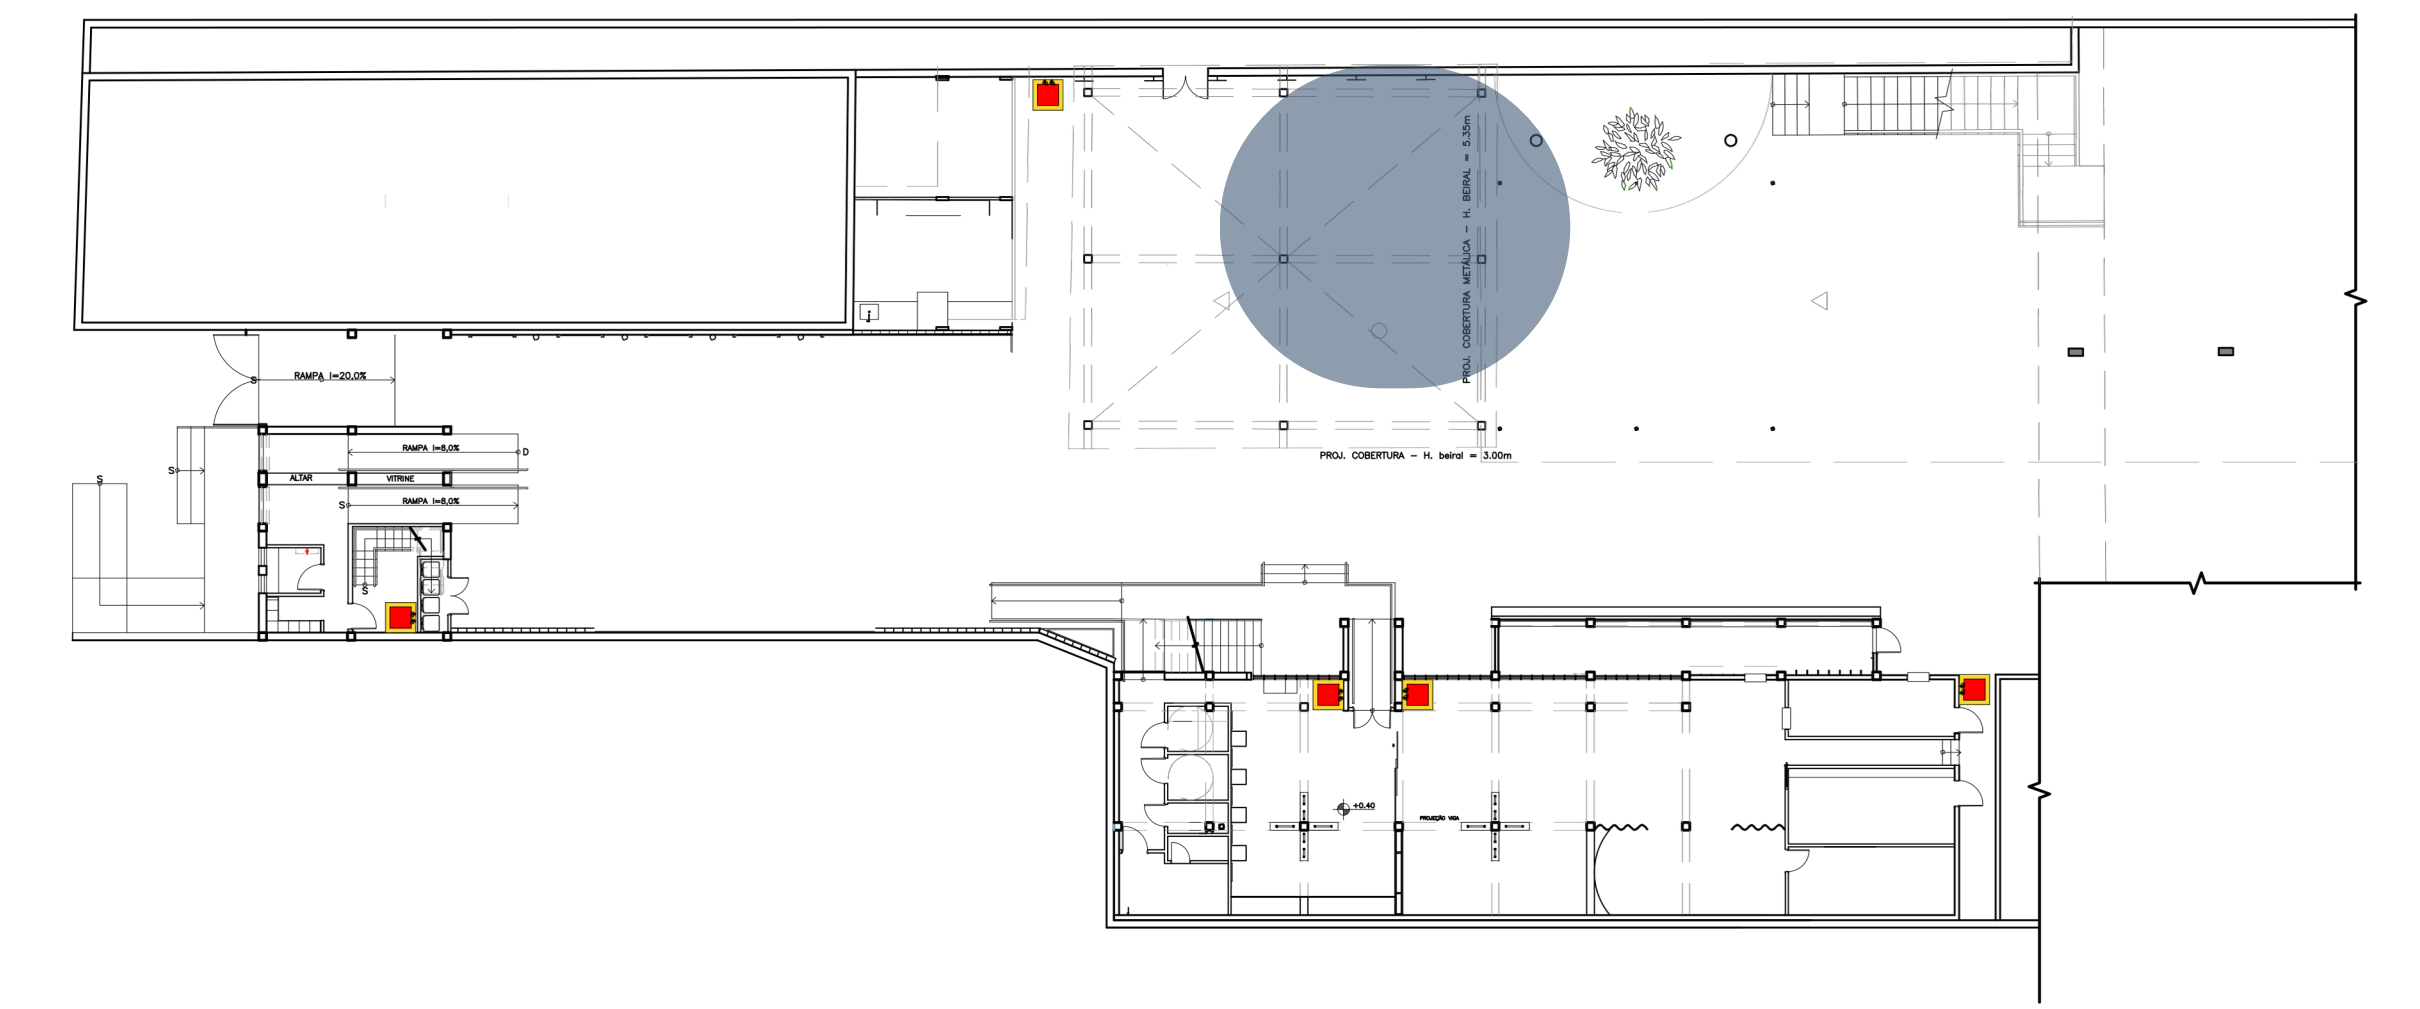 PROJ. COBERTURA METÁLICA - H. BEIRAL = 5.35m
RAMPA i=20,0%
S
RAMPA i=8,0%
D
S
ALTAR
VITRINE
S
RAMPA i=8,0%
S
S
PROJ. COBERTURA - H. beiral = 3.00m
+0.40
PROJEÇÃO VIGA